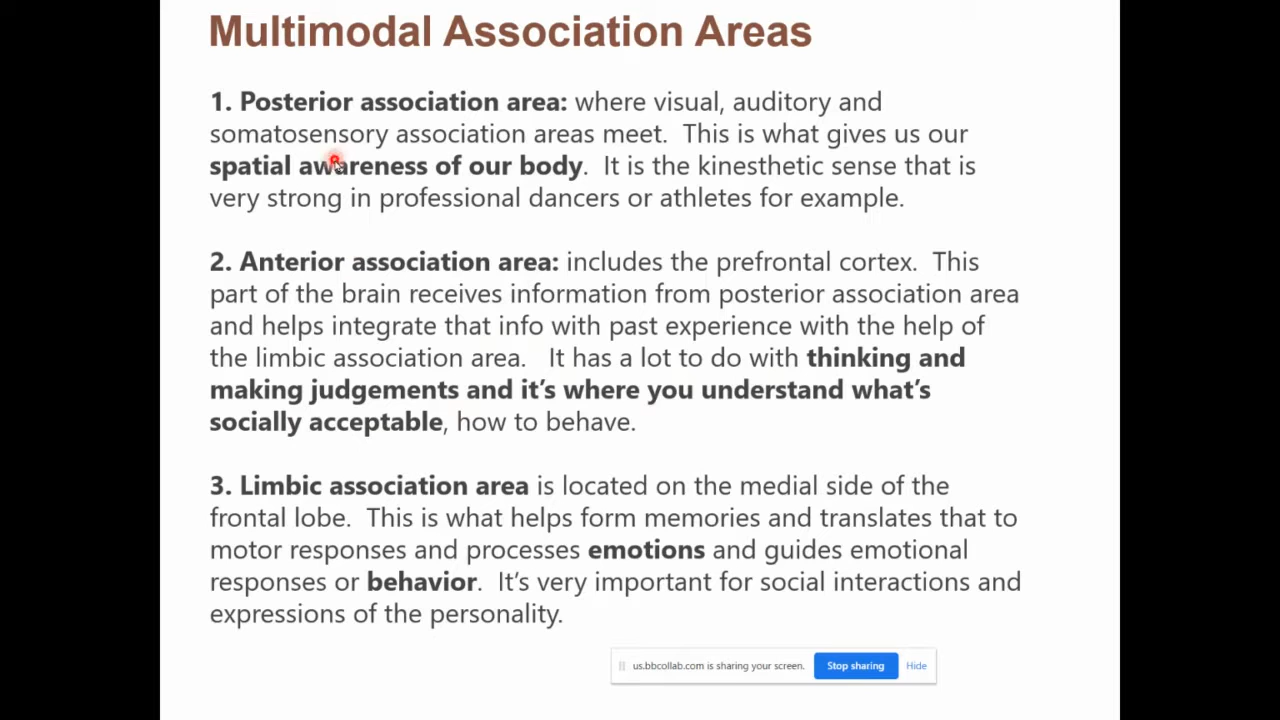 Multimodal Association Areas
1. Posterior association area: where visual, auditory and
somatosensory association areas meet.  This is what gives us our
spatial awareness of our body.  It is the kinesthetic sense that is
very strong in professional dancers or athletes for example.
2. Anterior association area: includes the prefrontal cortex.  This
part of the brain receives information from posterior association area
and helps integrate that info with past experience with the help of
the limbic association area.   It has a lot to do with thinking and
making judgements and it’s where you understand what’s
socially acceptable, how to behave.
3. Limbic association area is located on the medial side of the
frontal lobe.  This is what helps form memories and translates that to
motor responses and processes emotions and guides emotional
responses or behavior.  It’s very important for social interactions and
expressions of the personality.
us.bbcollab.com is sharing your screen. Stop sharing Hide